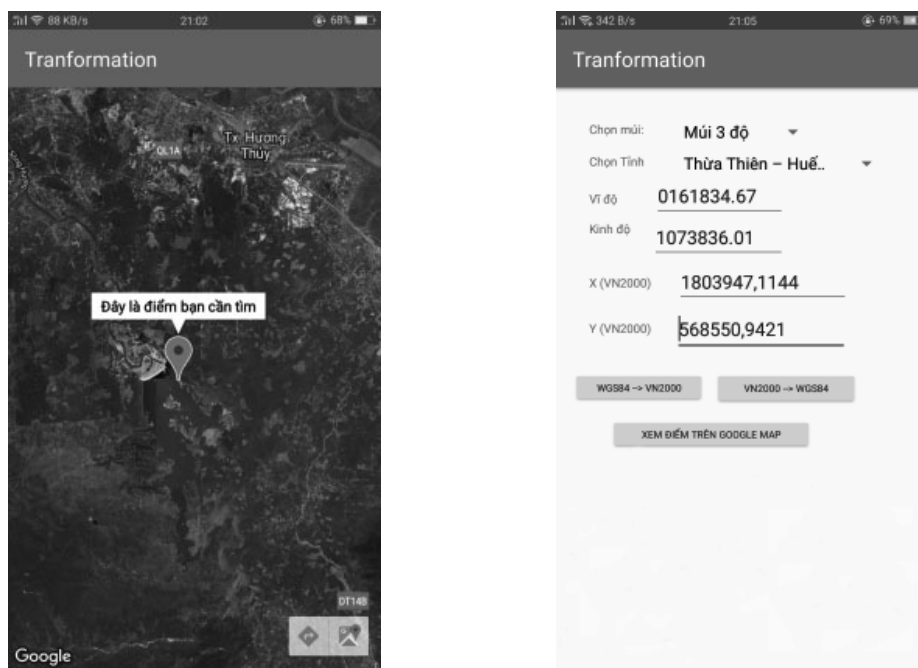 88 KB/s 21:02 68%
Tranformation
Tx. Hương
Thủy
QL1A
Đây là điểm bạn cần tìm
DT14B
Google
342 B/s 21:05 69%
Tranformation
Chọn múi: Múi 3 độ
Chọn Tỉnh Thừa Thiên – Huế..
Vĩ độ 0161834.67
Kinh độ 1073836.01
X (VN2000) 1803947,1144
Y (VN2000) 568550,9421
WGS84 --> VN2000 VN2000 --> WGS84
XEM ĐIỂM TRÊN GOOGLE MAP